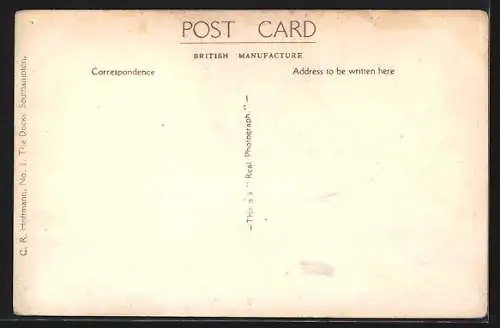 POST CARD
BRITISH MANUFACTURE
Correspondence
Address to be written here
—This is a "Real Photograph"—
C. R. Hoffmann, No. 1. The Docks Southampton.